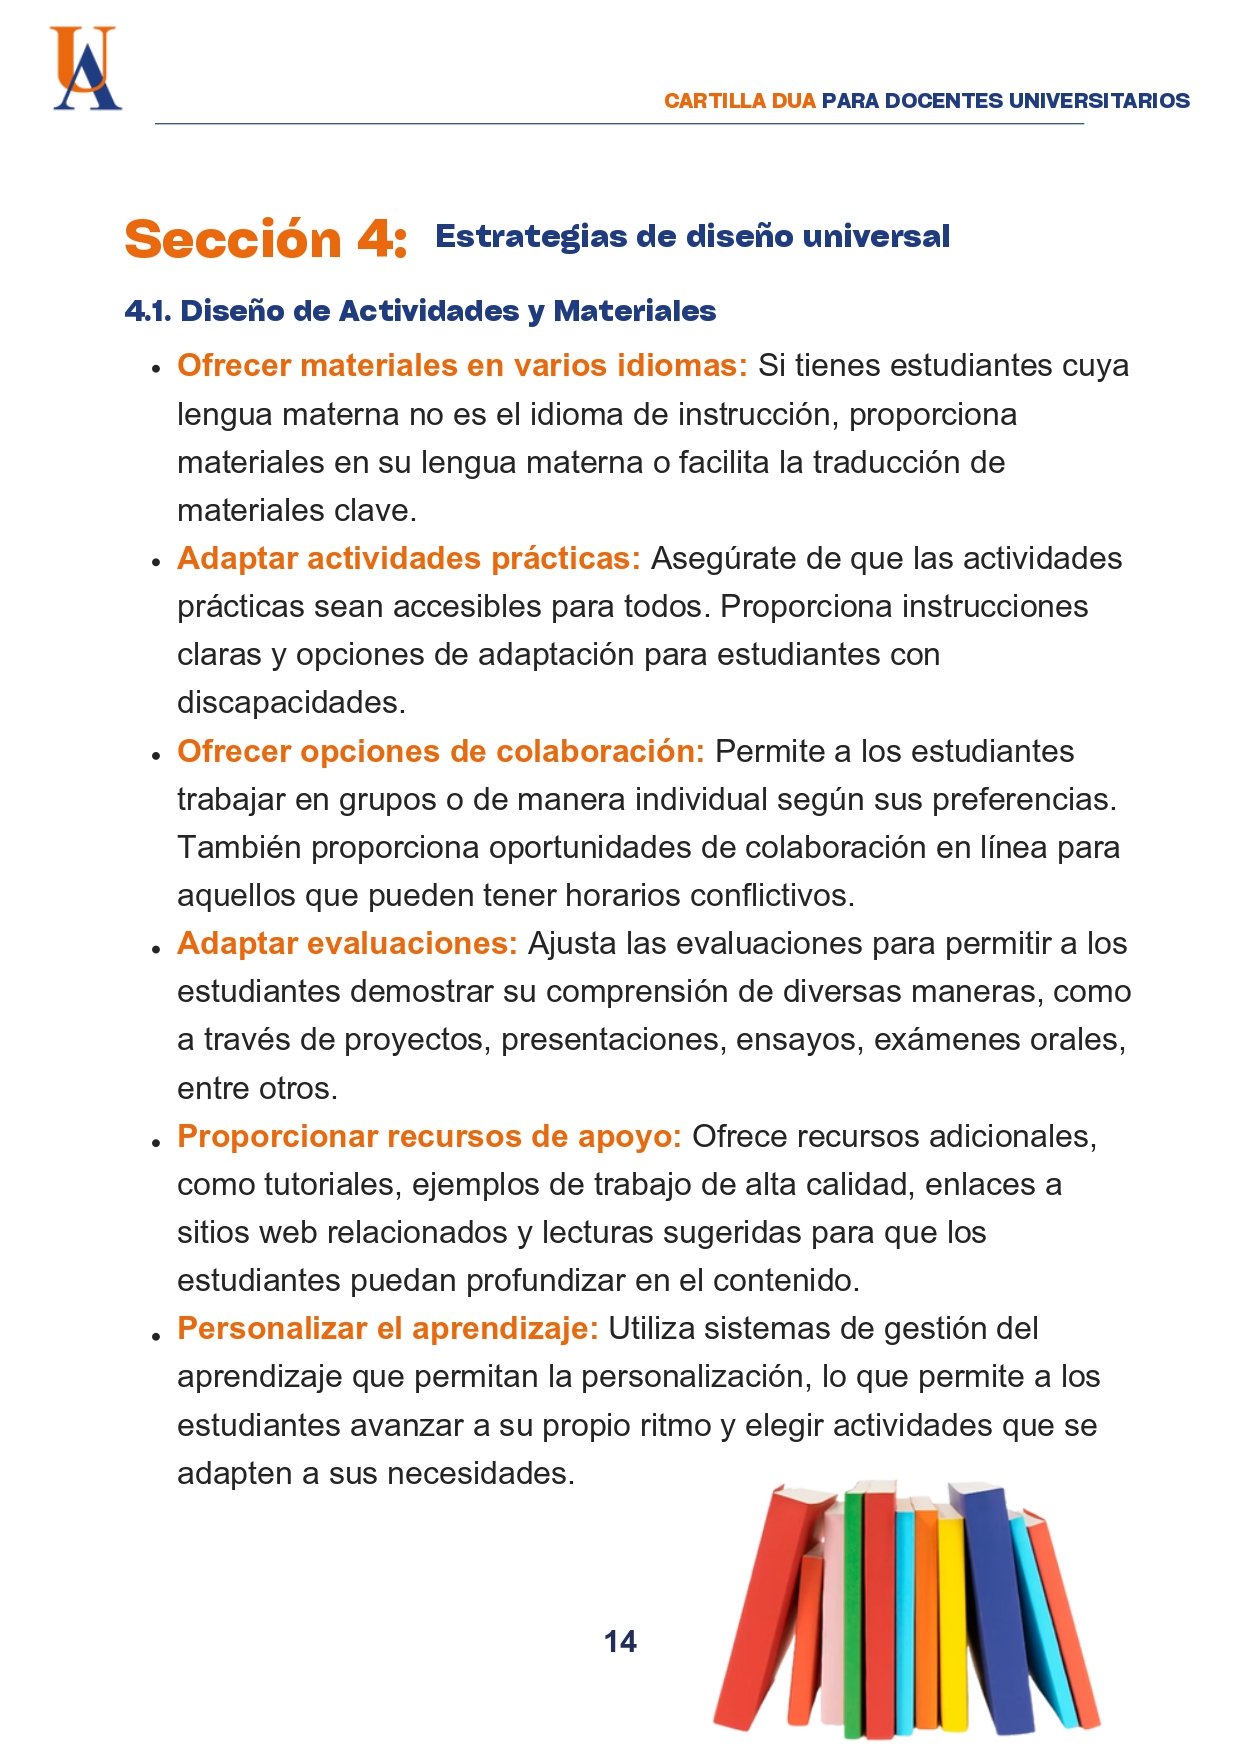 UA
CARTILLA DUA PARA DOCENTES UNIVERSITARIOS
Sección 4: Estrategias de diseño universal
4.1. Diseño de Actividades y Materiales
• Ofrecer materiales en varios idiomas: Si tienes estudiantes cuya
lengua materna no es el idioma de instrucción, proporciona
materiales en su lengua materna o facilita la traducción de
materiales clave.
• Adaptar actividades prácticas: Asegúrate de que las actividades
prácticas sean accesibles para todos. Proporciona instrucciones
claras y opciones de adaptación para estudiantes con
discapacidades.
• Ofrecer opciones de colaboración: Permite a los estudiantes
trabajar en grupos o de manera individual según sus preferencias.
También proporciona oportunidades de colaboración en línea para
aquellos que pueden tener horarios conflictivos.
• Adaptar evaluaciones: Ajusta las evaluaciones para permitir a los
estudiantes demostrar su comprensión de diversas maneras, como
a través de proyectos, presentaciones, ensayos, exámenes orales,
entre otros.
• Proporcionar recursos de apoyo: Ofrece recursos adicionales,
como tutoriales, ejemplos de trabajo de alta calidad, enlaces a
sitios web relacionados y lecturas sugeridas para que los
estudiantes puedan profundizar en el contenido.
• Personalizar el aprendizaje: Utiliza sistemas de gestión del
aprendizaje que permitan la personalización, lo que permite a los
estudiantes avanzar a su propio ritmo y elegir actividades que se
adapten a sus necesidades.
14